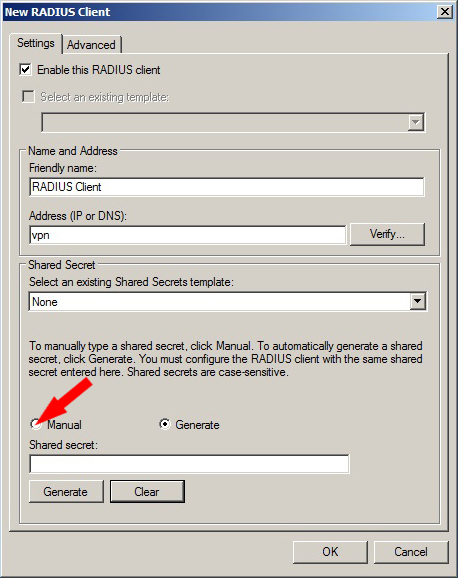 New RADIUS Client
Settings
Advanced
Enable this RADIUS client
Select an existing template:
Name and Address
Friendly name:
RADIUS Client
Address (IP or DNS):
vpn
Verify...
Shared Secret
Select an existing Shared Secrets template:
None
To manually type a shared secret, click Manual. To automatically generate a shared
secret, click Generate. You must configure the RADIUS client with the same shared
secret entered here. Shared secrets are case-sensitive.
Manual
Generate
Shared secret:
Generate
Clear
OK
Cancel